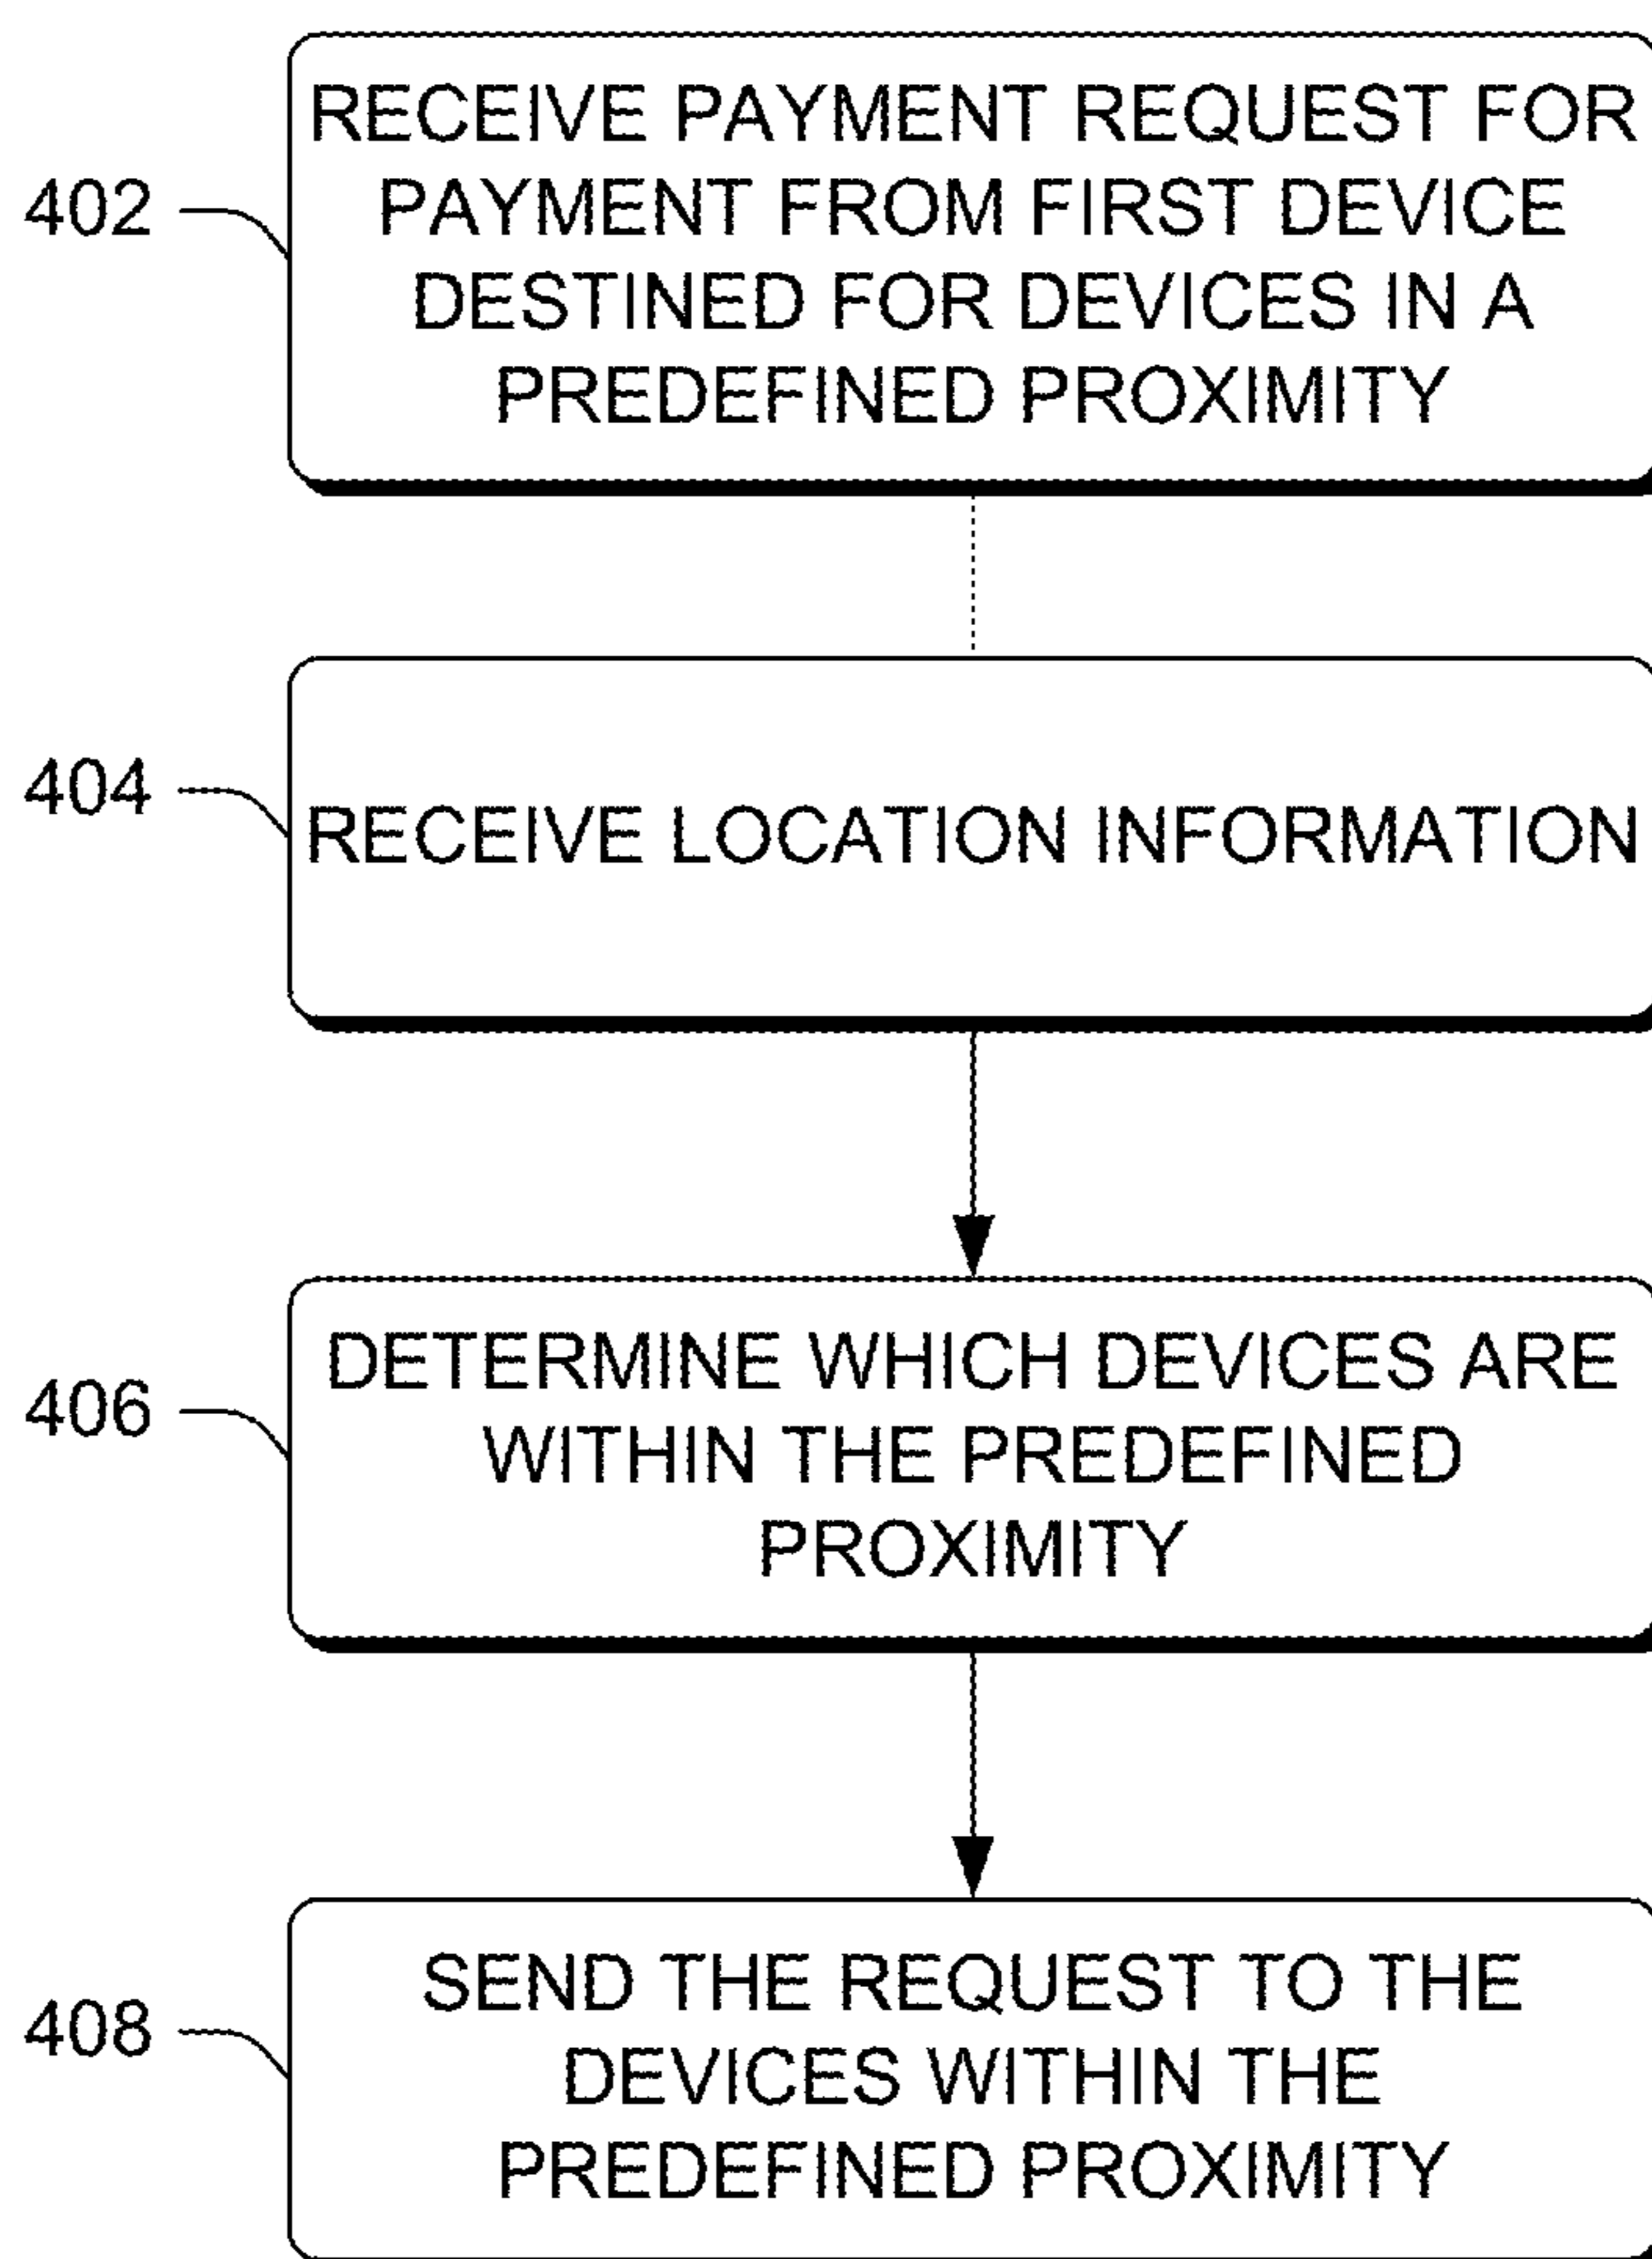 402
RECEIVE PAYMENT REQUEST FOR
PAYMENT FROM FIRST DEVICE
DESTINED FOR DEVICES IN A
PREDEFINED PROXIMITY
404
RECEIVE LOCATION INFORMATION
406
DETERMINE WHICH DEVICES ARE
WITHIN THE PREDEFINED
PROXIMITY
408
SEND THE REQUEST TO THE
DEVICES WITHIN THE
PREDEFINED PROXIMITY